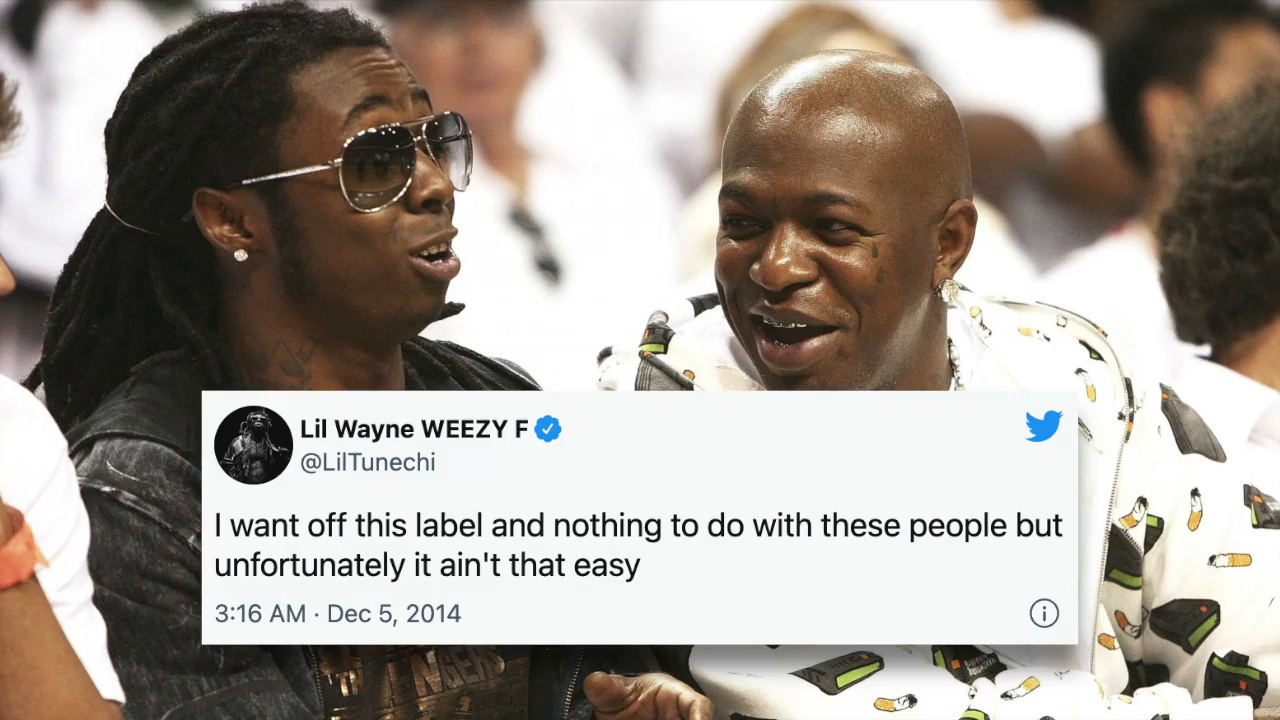 Lil Wayne WEEZY F
@LilTunechi
I want off this label and nothing to do with these people but
unfortunately it ain't that easy
3:16 AM · Dec 5, 2014